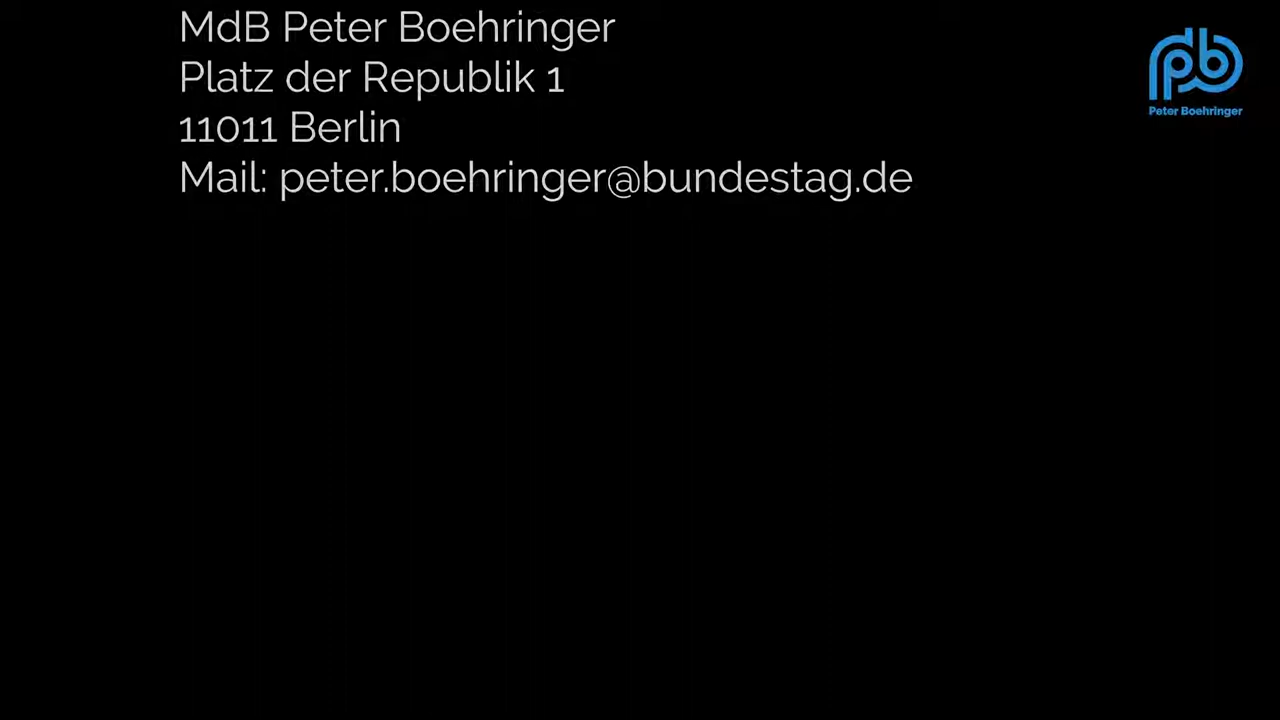 MdB Peter Boehringer
Platz der Republik 1
11011 Berlin
Mail: peter.boehringer@bundestag.de
pb
Peter Boehringer